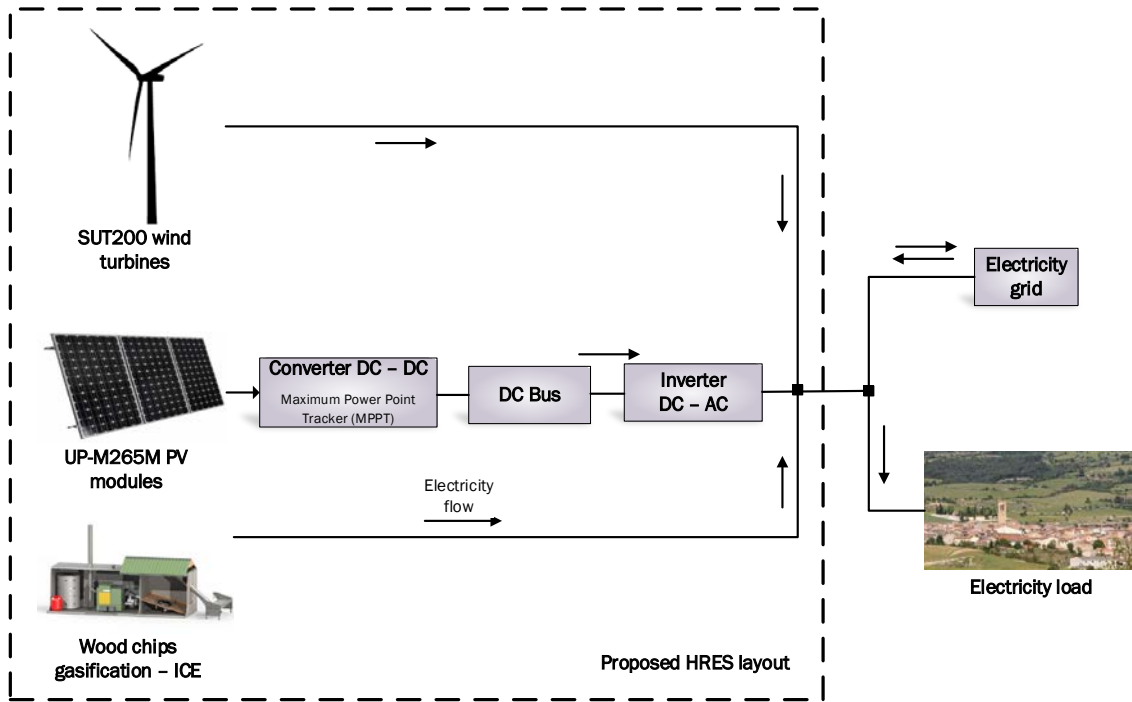 SUT200 wind
turbines
Electricity
grid
Converter DC – DC
Maximum Power Point
Tracker (MPPT)
DC Bus
Inverter
DC – AC
UP-M265M PV
modules
Electricity
flow
Electricity load
Wood chips
gasification – ICE
Proposed HRES layout